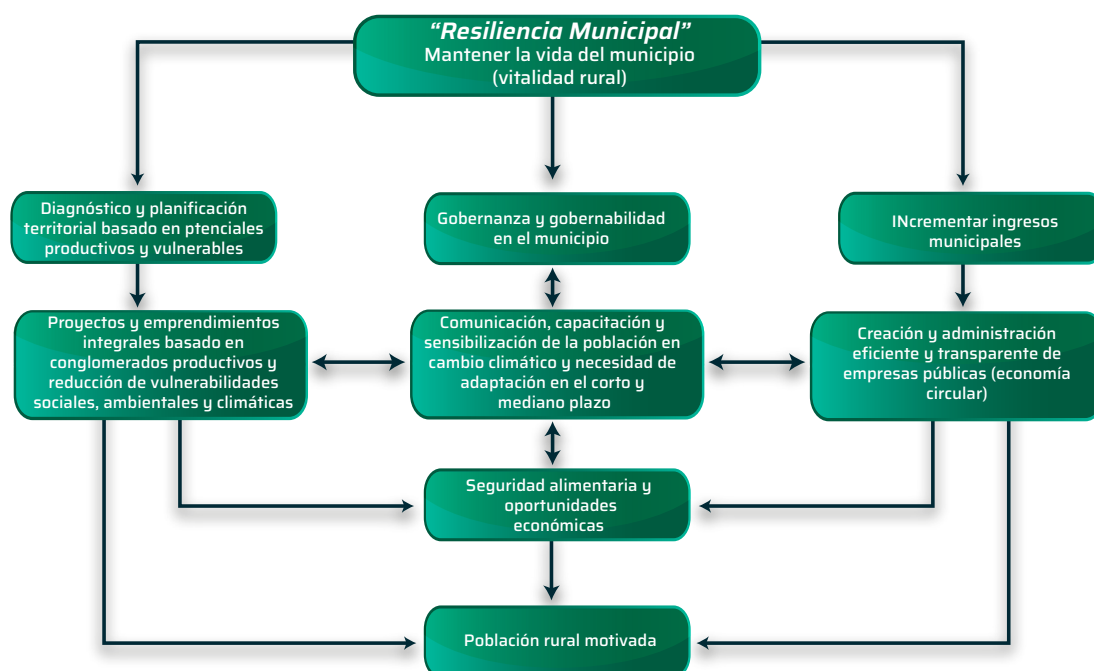 “Resiliencia Municipal”
Mantener la vida del municipio
(vitalidad rural)
Diagnóstico y planificación
territorial basado en ptenciales
productivos y vulnerables
Gobernanza y gobernabilidad
en el municipio
INcrementar ingresos
municipales
Proyectos y emprendimientos
integrales basado en
conglomerados productivos y
reducción de vulnerabilidades
sociales, ambientales y climáticas
Comunicación, capacitación y
sensibilización de la población en
cambio climático y necesidad de
adaptación en el corto y
mediano plazo
Creación y administración
eficiente y transparente de
empresas públicas (economía
circular)
Seguridad alimentaria y
oportunidades
económicas
Población rural motivada